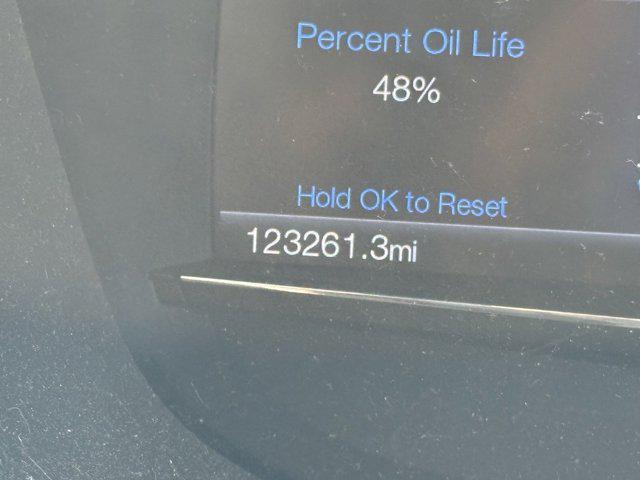 Percent Oil Life
48%
Hold OK to Reset
123261.3mi